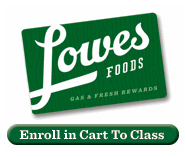 Lowes
FOODS
GAS & FRESH REWARDS
Enroll in Cart To Class